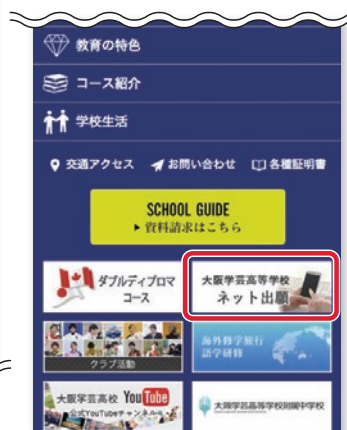 教育の特色
コース紹介
学校生活
交通アクセス お問い合わせ 各種証明書
SCHOOL GUIDE
資料請求はこちら
ダブルディプロマ
コース
大阪学芸高等学校
ネット出願
クラブ活動
海外修学旅行
語学研修
大阪学芸高校 YouTube
公式YouTubeチャンネル
大阪学芸高等学校附属中学校